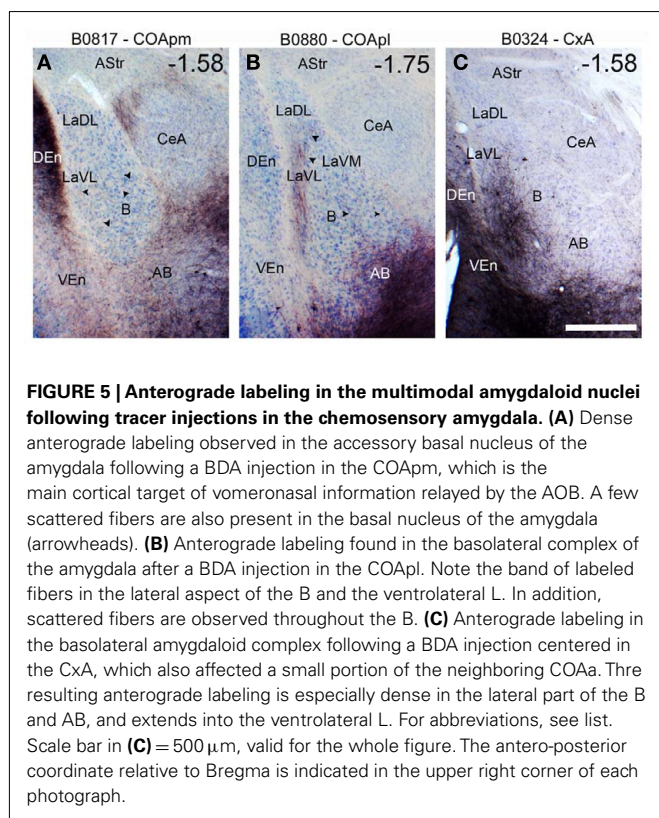 B0817 - COApm B0880 - COApl B0324 - CxA
A AStr -1.58 B AStr -1.75 C AStr -1.58
LaDL LaDL
CeA CeA CeA
DEn LaVL DEn LaVM LaVL
LaVL DEn
B B B
VEn AB VEn AB VEn AB
FIGURE 5 | Anterograde labeling in the multimodal amygdaloid nuclei
following tracer injections in the chemosensory amygdala. (A) Dense
anterograde labeling observed in the accessory basal nucleus of the
amygdala following a BDA injection in the COApm, which is the
main cortical target of vomeronasal information relayed by the AOB. A few
scattered fibers are also present in the basal nucleus of the amygdala
(arrowheads). (B) Anterograde labeling found in the basolateral complex of
the amygdala after a BDA injection in the COApl. Note the band of labeled
fibers in the lateral aspect of the B and the ventrolateral L. In addition,
scattered fibers are observed throughout the B. (C) Anterograde labeling in
the basolateral amygdaloid complex following a BDA injection centered in
the CxA, which also affected a small portion of the neighboring COAa. Thre
resulting anterograde labeling is especially dense in the lateral part of the B
and AB, and extends into the ventrolateral L. For abbreviations, see list.
Scale bar in (C) = 500 μm, valid for the whole figure. The antero-posterior
coordinate relative to Bregma is indicated in the upper right corner of each
photograph.